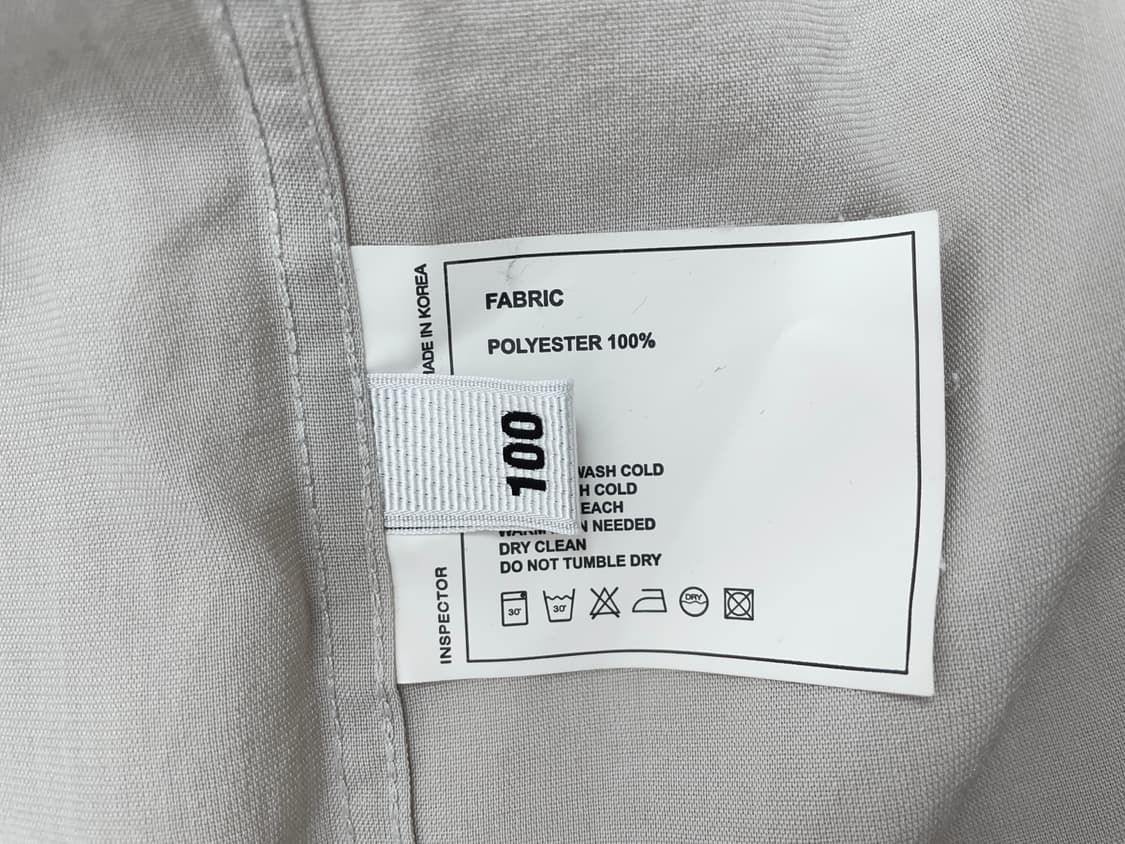 FABRIC
POLYESTER 100%
ADE IN KOREA
100
WASH COLD
H COLD
EACH
N NEEDED
DRY CLEAN
DO NOT TUMBLE DRY
30°
30°
DRY
INSPECTOR